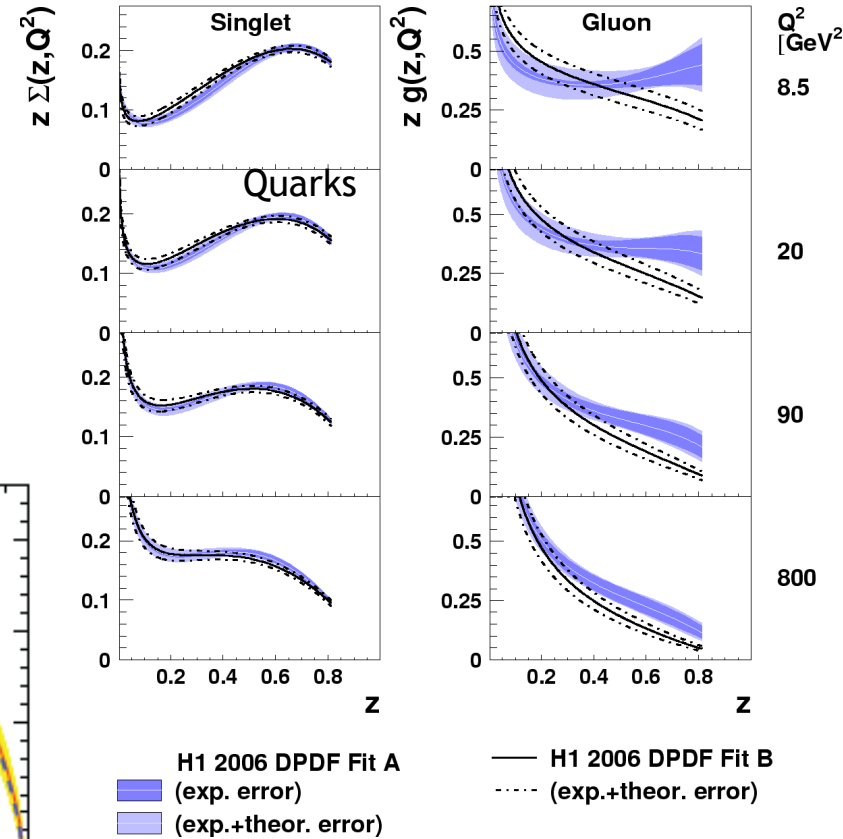 Singlet
Gluon
z Σ(z,Q²)
z g(z,Q²)
Q²
[GeV²
0.2
0.1
0
0.5
0.25
0
8.5
Quarks
0.2
0.1
0
0.5
0.25
0
20
0.2
0.1
0
0.5
0.25
0
90
0.2
0.1
0
0.5
0.25
0
800
0.2 0.4 0.6 0.8
0.2 0.4 0.6 0.8
z
z
H1 2006 DPDF Fit A
(exp. error)
(exp.+theor. error)
H1 2006 DPDF Fit B
(exp.+theor. error)